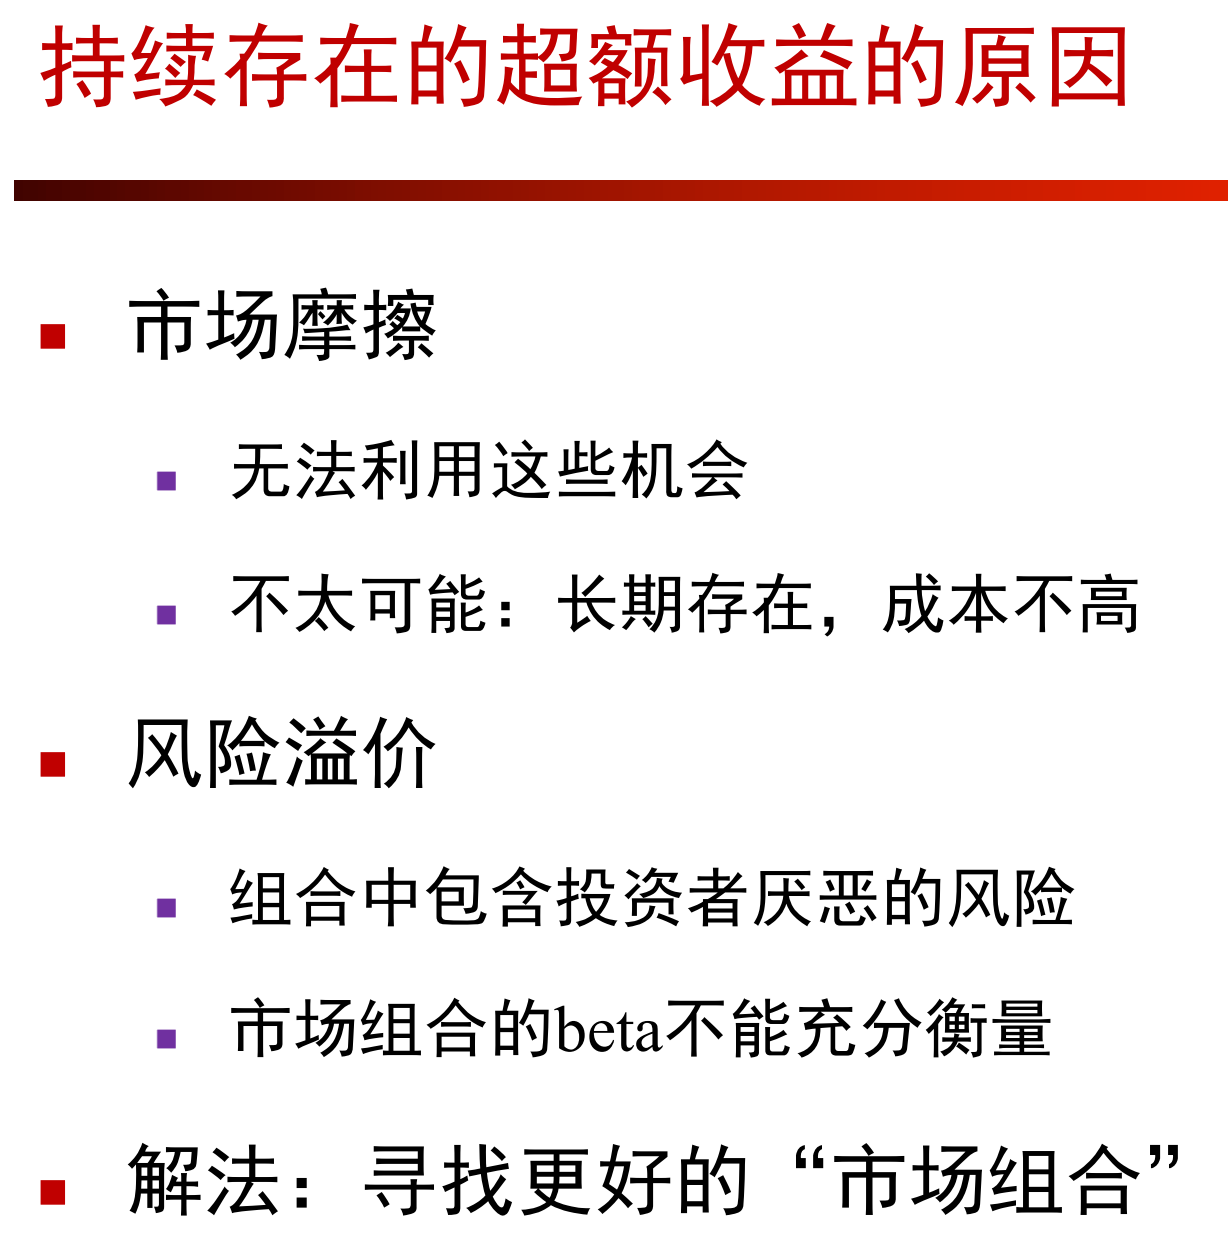 持续存在的超额收益的原因
市场摩擦
无法利用这些机会
不太可能：长期存在，成本不高
风险溢价
组合中包含投资者厌恶的风险
市场组合的beta不能充分衡量
解法：寻找更好的“市场组合”